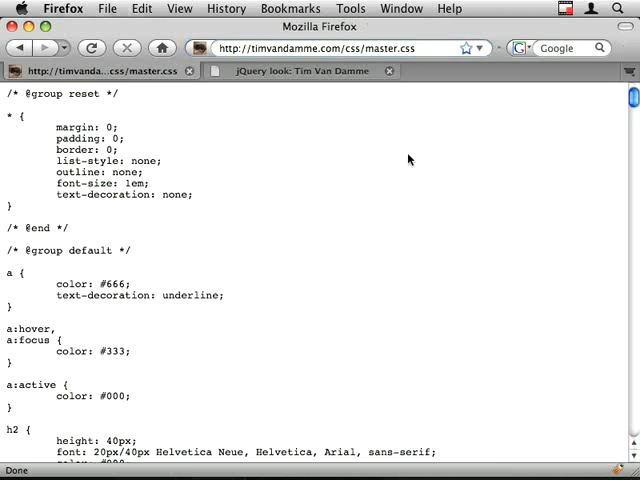 Firefox File Edit View History Bookmarks Tools Window Help
Mozilla Firefox
http://timvandamme.com/css/master.css
Google
http://timvanda...css/master.css
jQuery look: Tim Van Damme
/* @group reset */
* {
margin: 0;
padding: 0;
border: 0;
list-style: none;
outline: none;
font-size: 1em;
text-decoration: none;
}
/* @end */
/* @group default */
a {
color: #666;
text-decoration: underline;
}
a:hover,
a:focus {
color: #333;
}
a:active {
color: #000;
}
h2 {
height: 40px;
font: 20px/40px Helvetica Neue, Helvetica, Arial, sans-serif;
Done